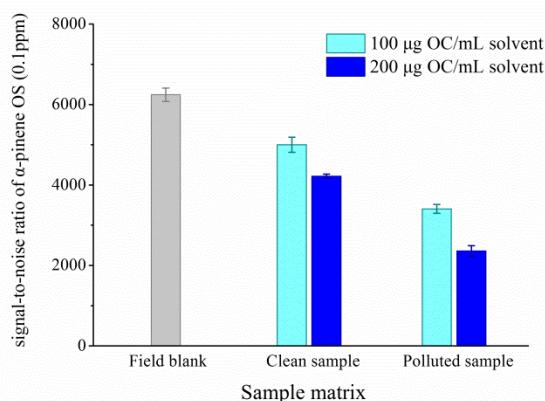 signal-to-noise ratio of α-pinene OS (0.1ppm)
8000
6000
4000
2000
0
100 μg OC/mL solvent
200 μg OC/mL solvent
Field blank
Clean sample
Polluted sample
Sample matrix